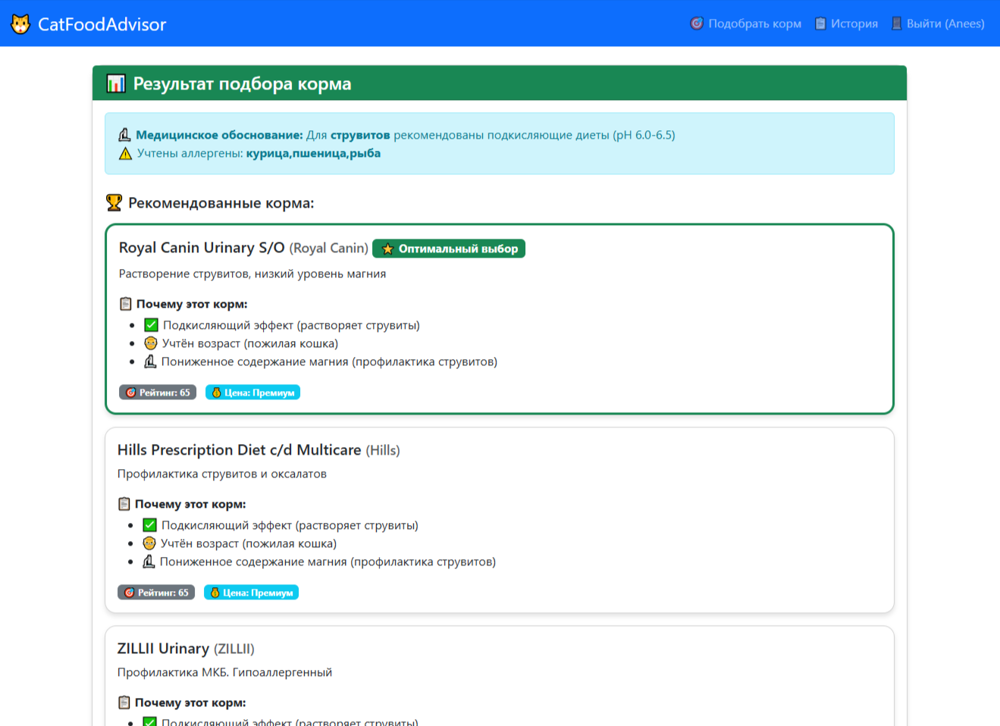 CatFoodAdvisor
Подобрать корм
История
Выйти (Anees)
Результат подбора корма
Медицинское обоснование: Для струвитов рекомендованы подкисляющие диеты (pH 6.0-6.5)
Учтены аллергены: курица,пшеница,рыба
Рекомендованные корма:
Royal Canin Urinary S/O (Royal Canin) Оптимальный выбор
Растворение струвитов, низкий уровень магния
Почему этот корм:
Подкисляющий эффект (растворяет струвиты)
Учтён возраст (пожилая кошка)
Пониженное содержание магния (профилактика струвитов)
Рейтинг: 65
Цена: Премиум
Hills Prescription Diet c/d Multicare (Hills)
Профилактика струвитов и оксалатов
Почему этот корм:
Подкисляющий эффект (растворяет струвиты)
Учтён возраст (пожилая кошка)
Пониженное содержание магния (профилактика струвитов)
Рейтинг: 65
Цена: Премиум
ZILLII Urinary (ZILLII)
Профилактика МКБ. Гипоаллергенный
Почему этот корм:
Подкисляющий эффект (растворяет струвиты)